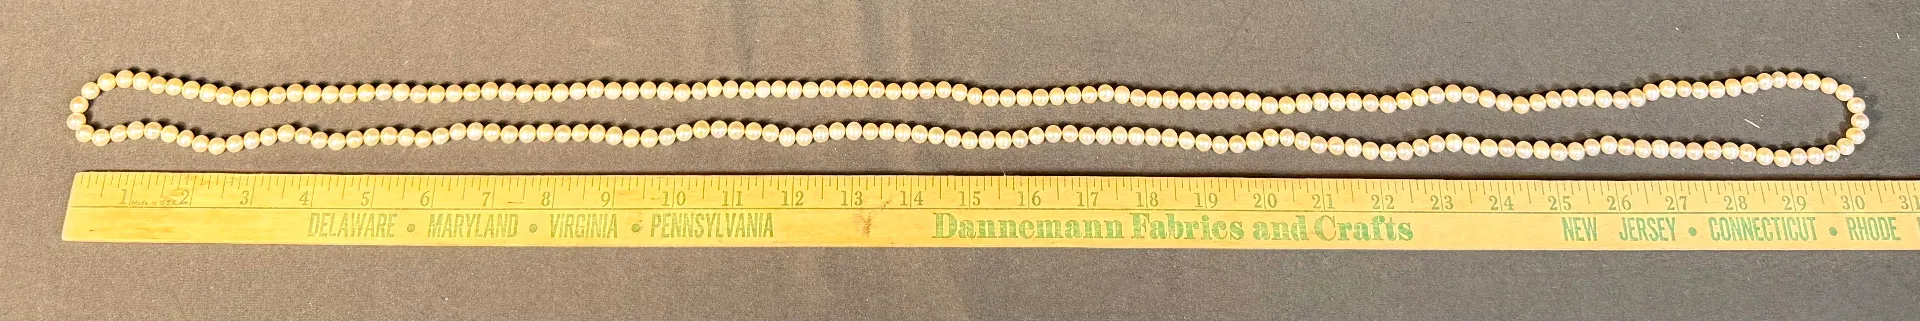 1 Made in U.S.A. 2 3 4 5 6 7 8 9 10 11 12 13 14 15 16 17 18 19 20 21 22 23 24 25 26 27 28 29 30 31
DELAWARE • MARYLAND • VIRGINIA • PENNSYLVANIA Dannemann Fabrics and Crafts NEW JERSEY • CONNECTICUT • RHODE